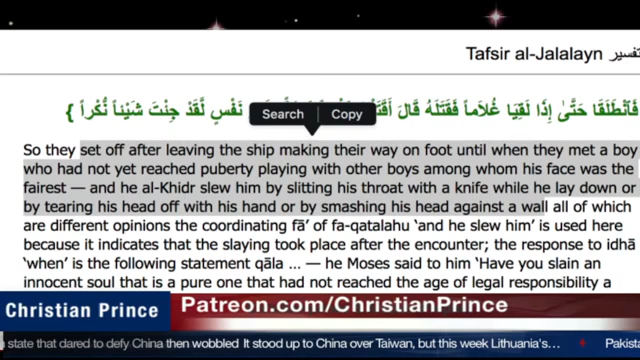 Tafsir al-Jalalayn تفسير
فَٱنْطَلَقَا حَتَّىٰ إِذَا لَقِيَا غُلاَماً فَقَتَلَهُ قَالَ نَفْسٍ لَّقَدْ جِئْتَ شَيْئاً نُّكْراً }
Search Copy
So they set off after leaving the ship making their way on foot until when they met a boy
who had not yet reached puberty playing with other boys among whom his face was the
fairest — and he al-Khidr slew him by slitting his throat with a knife while he lay down or
by tearing his head off with his hand or by smashing his head against a wall all of which
are different opinions the coordinating fā’ of fa-qatalahu ‘and he slew him’ is used here
because it indicates that the slaying took place after the encounter; the response to idhā
‘when’ is the following statement qāla ... — he Moses said to him ‘Have you slain an
innocent soul that is a pure one that had not reached the age of legal responsibility a
Christian Prince
Patreon.com/ChristianPrince
n state that dared to defy China then wobbled It stood up to China over Taiwan, but this week Lithuania's... Pakist